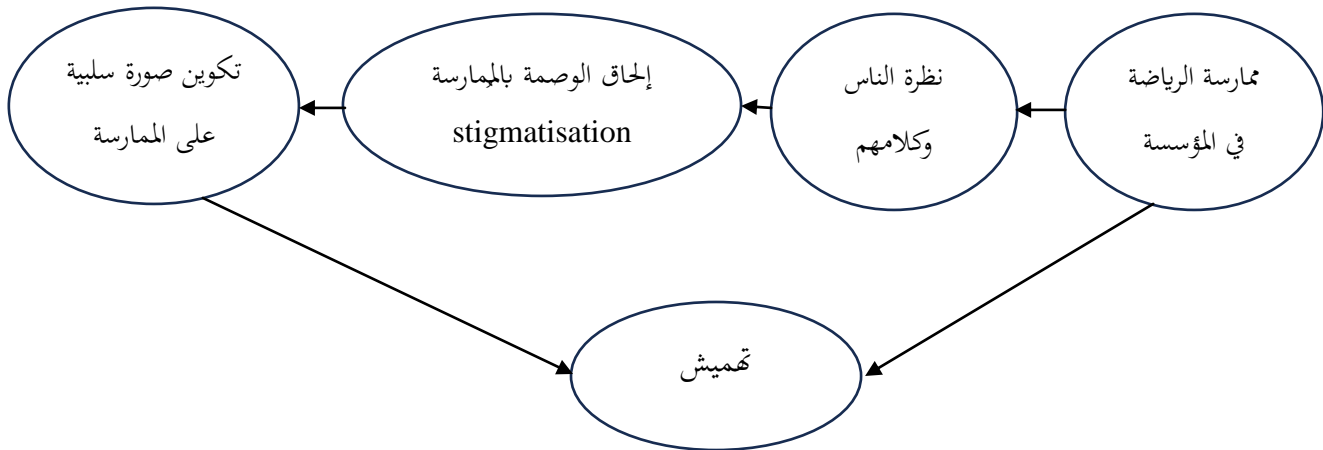 ممارسة الرياضة
في المؤسسة
نظرة الناس
وكلامهم
إلحاق الوصمة بالممارسة
stigmatisation
تكوين صورة سلبية
على الممارسة
تهميش